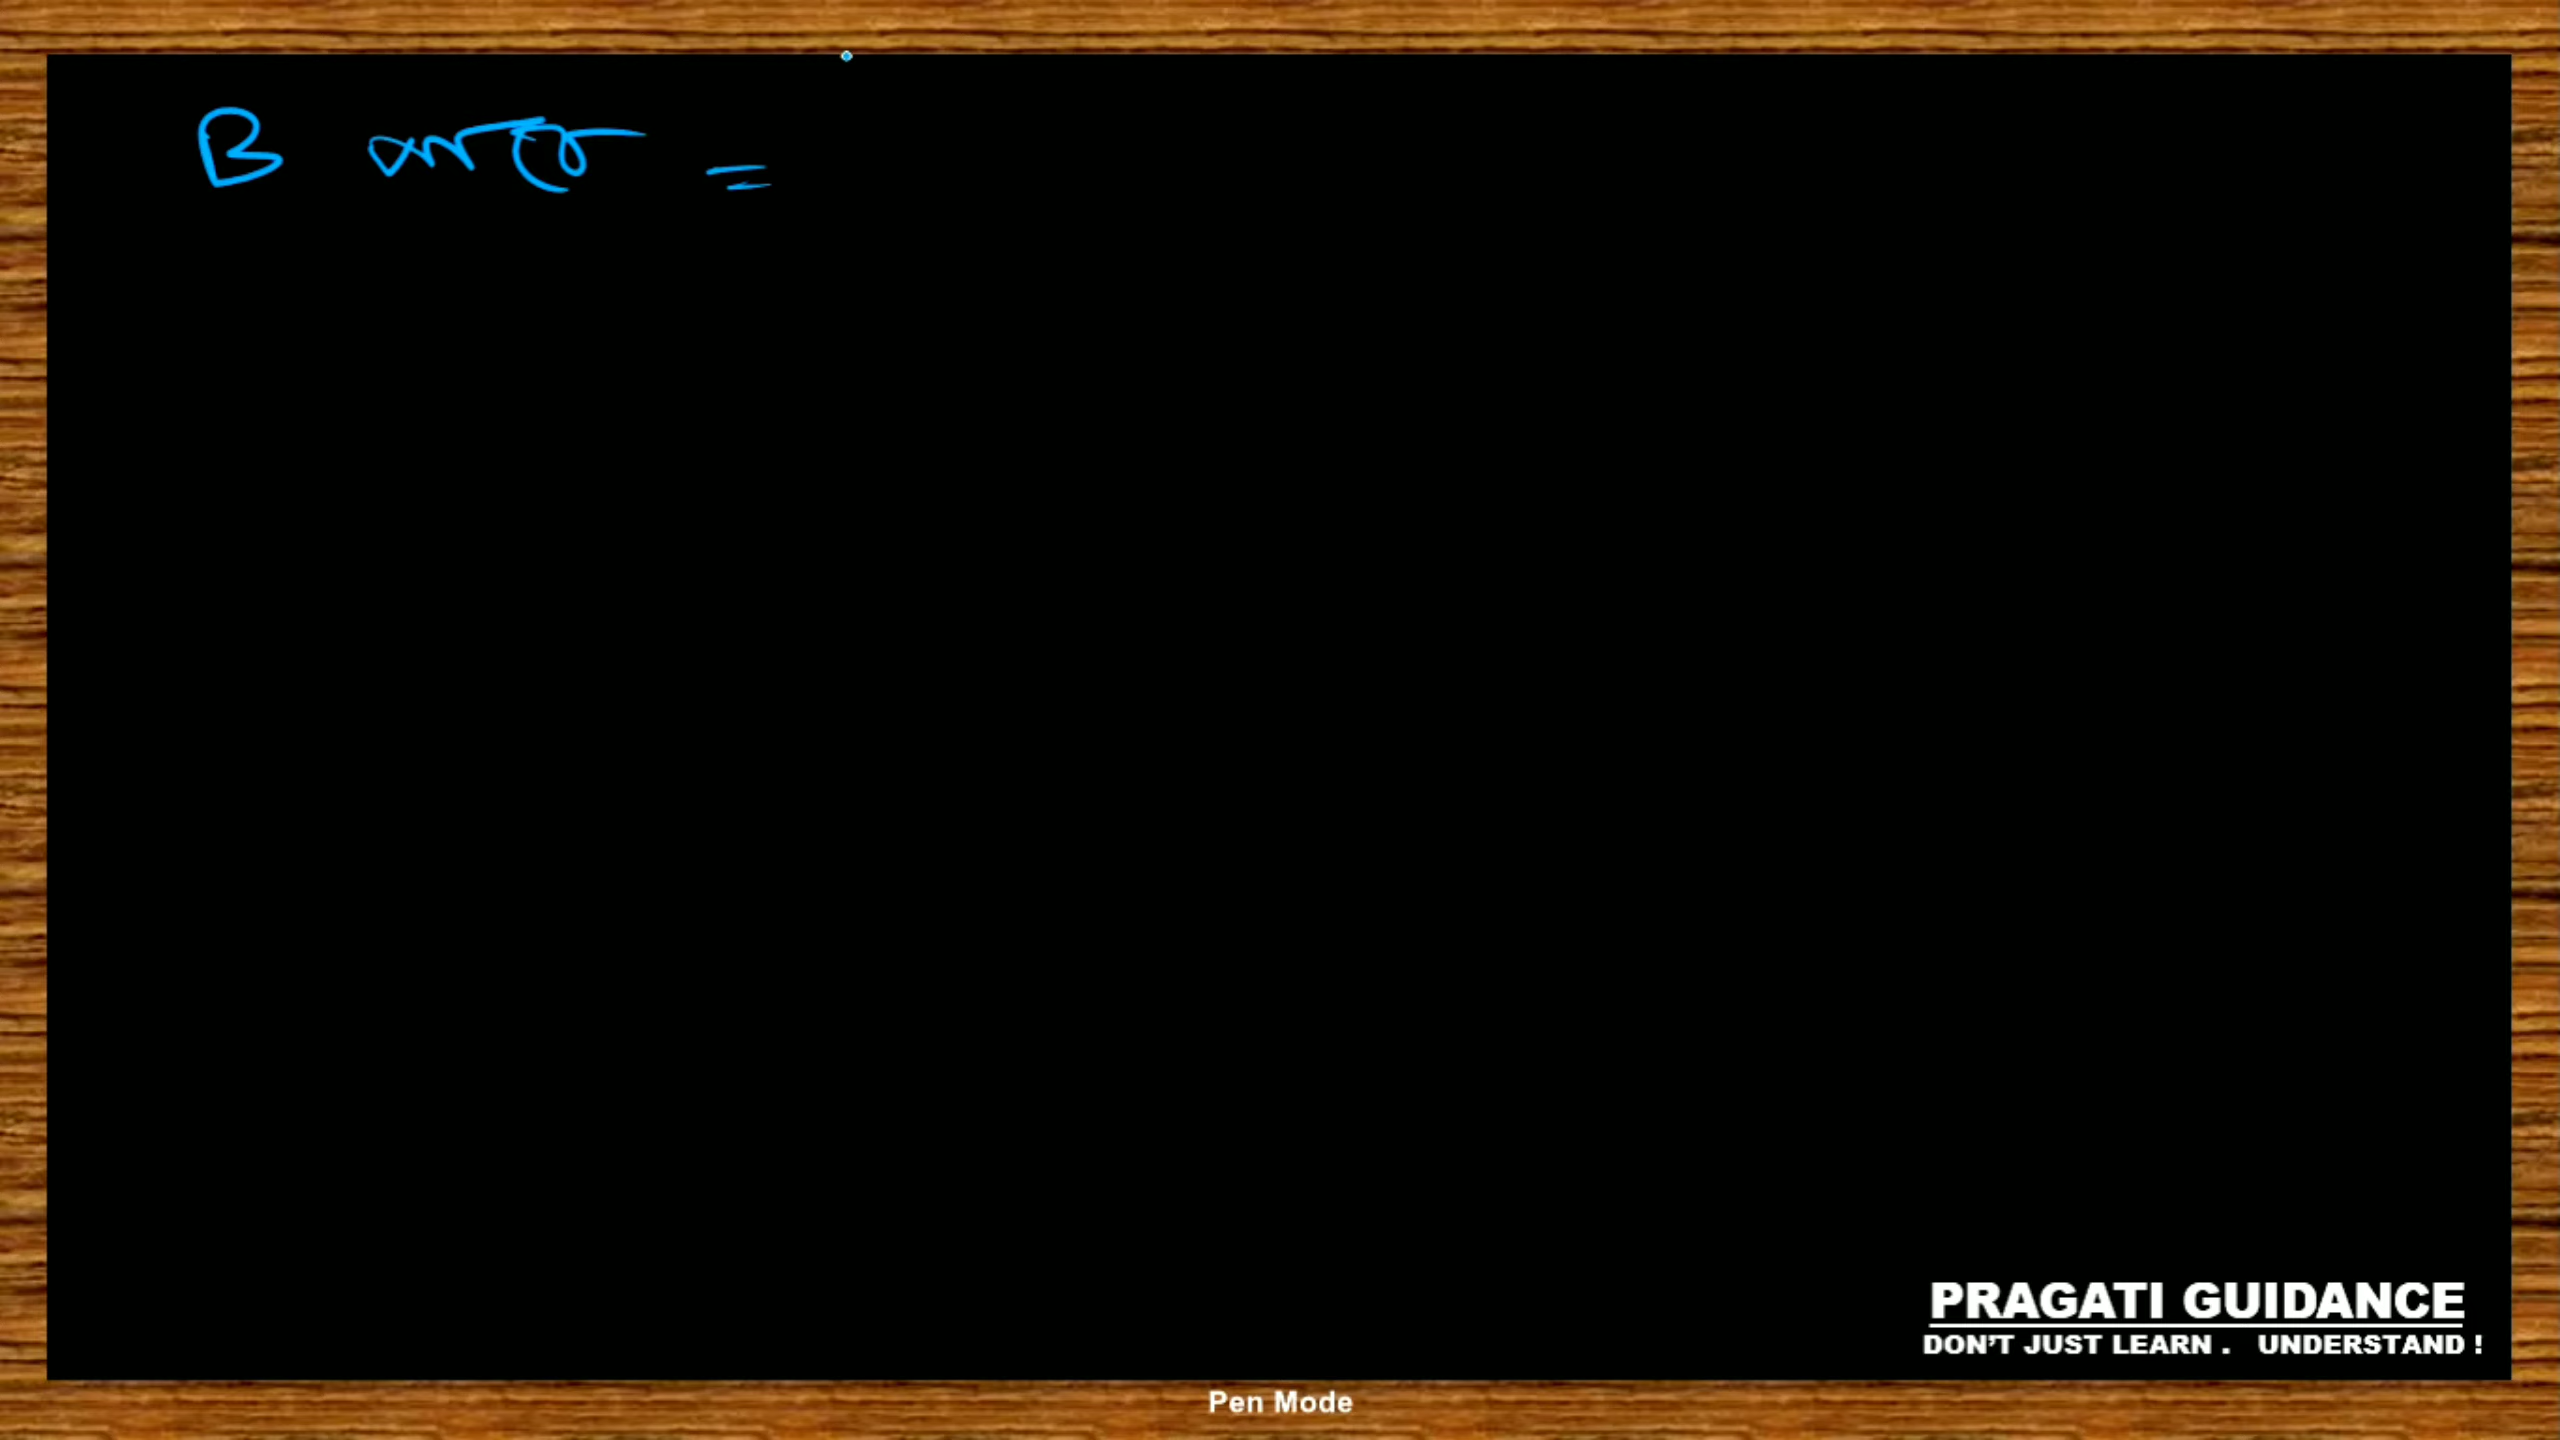 B =
PRAGATI GUIDANCE
DON'T JUST LEARN . UNDERSTAND !
Pen Mode